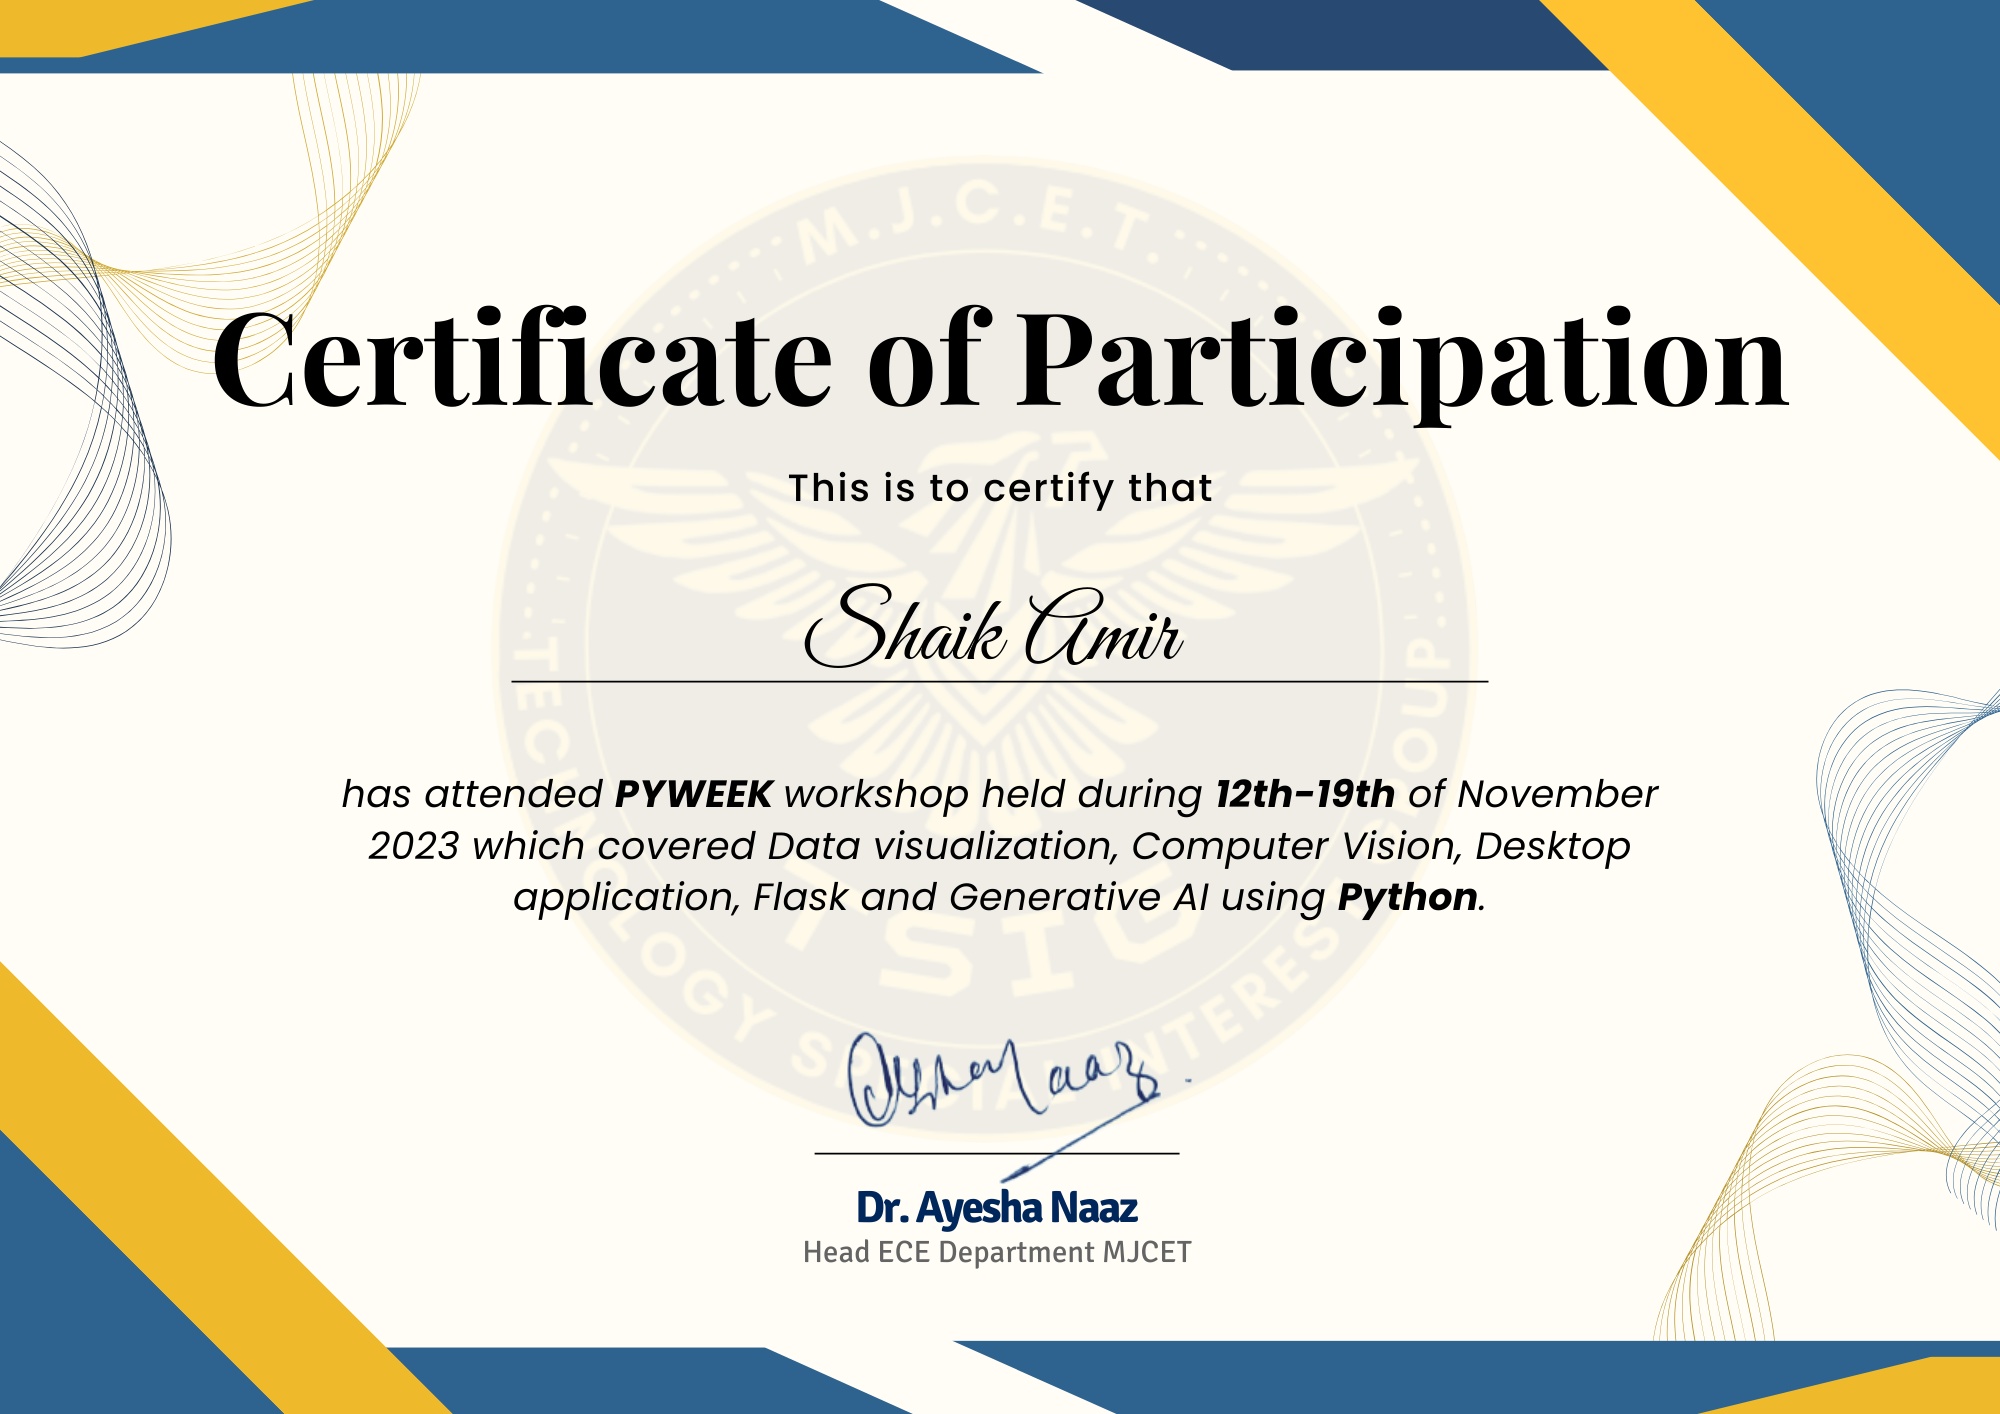 M.J.C.E.T.
Certificate of Participation
This is to certify that
Shaik Amir
has attended PYWEEK workshop held during 12th-19th of November
2023 which covered Data visualization, Computer Vision, Desktop
application, Flask and Generative AI using Python.
TSIG
TECHNOLOGY SPECIAL INTEREST GROUP
Ayesha Naaz
Dr. Ayesha Naaz
Head ECE Department MJCET